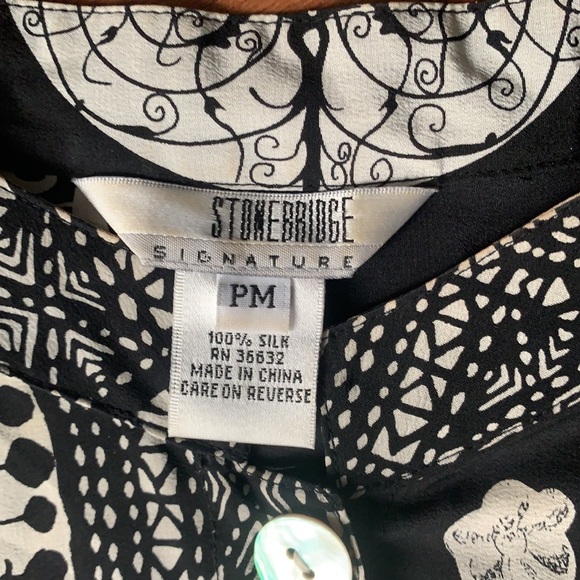 STONEBRIDGE
SIGNATURE
PM
100% SILK
RN 36632
MADE IN CHINA
CARE ON REVERSE